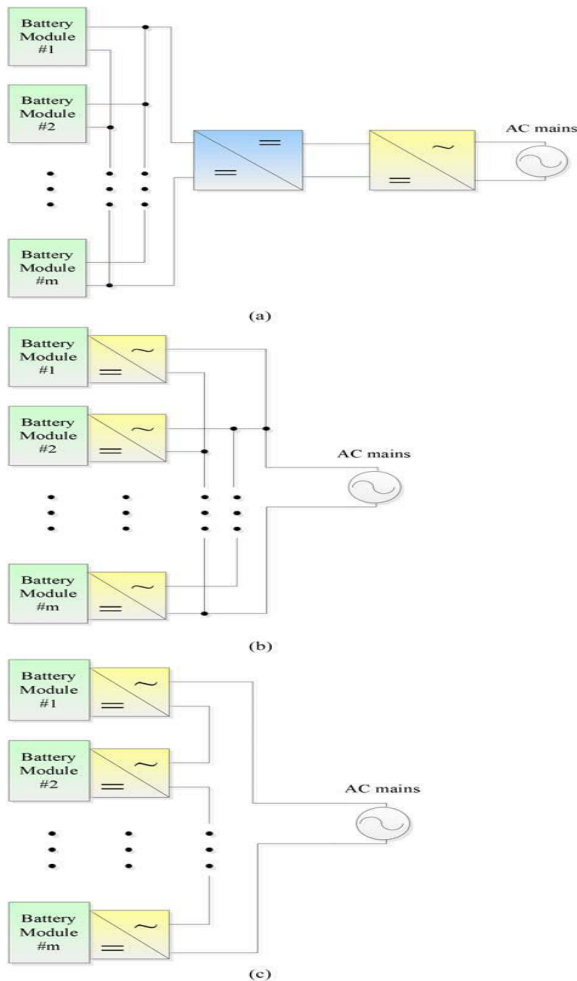 Battery
Module
#1
Battery
Module
#2
AC mains
Battery
Module
#m
(a)
Battery
Module
#1
Battery
Module
#2
AC mains
Battery
Module
#m
(b)
Battery
Module
#1
Battery
Module
#2
AC mains
Battery
Module
#m
(c)